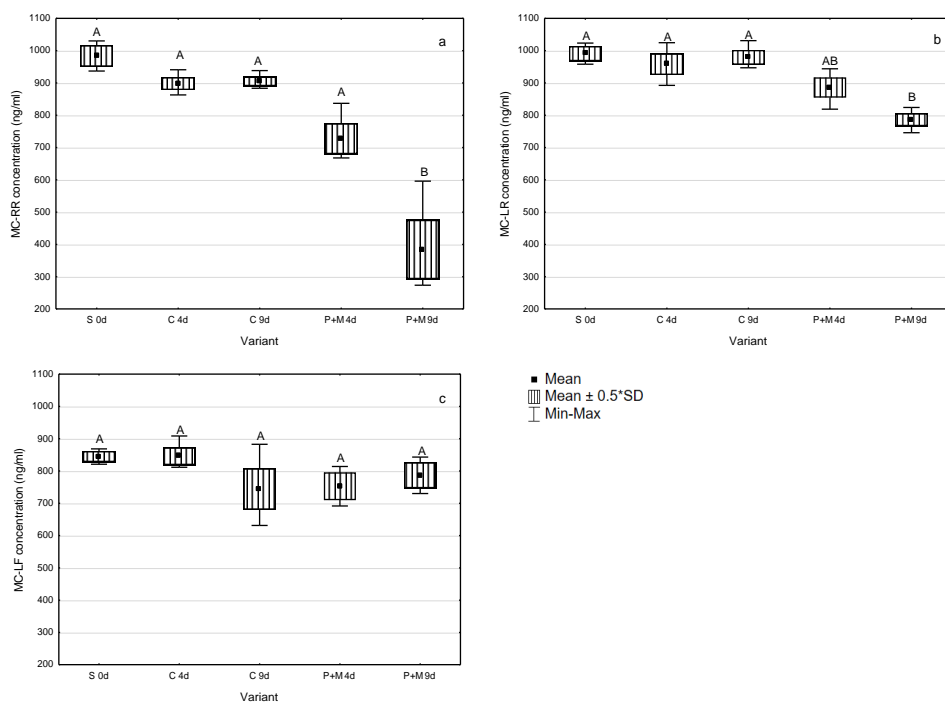 1100
1000
900
800
700
600
500
400
300
200
MC-RR concentration (ng/ml)
a
A
A
A
A
B
S 0d C 4d C 9d P+M 4d P+M 9d
Variant
1100
1000
900
800
700
600
500
400
300
200
MC-LR concentration (ng/ml)
b
A
A
A
AB
B
S 0d C 4d C 9d P+M 4d P+M 9d
Variant
1100
1000
900
800
700
600
500
400
300
200
MC-LF concentration (ng/ml)
c
A
A
A
A
A
S 0d C 4d C 9d P+M 4d P+M 9d
Variant
Mean
Mean ± 0.5*SD
Min-Max